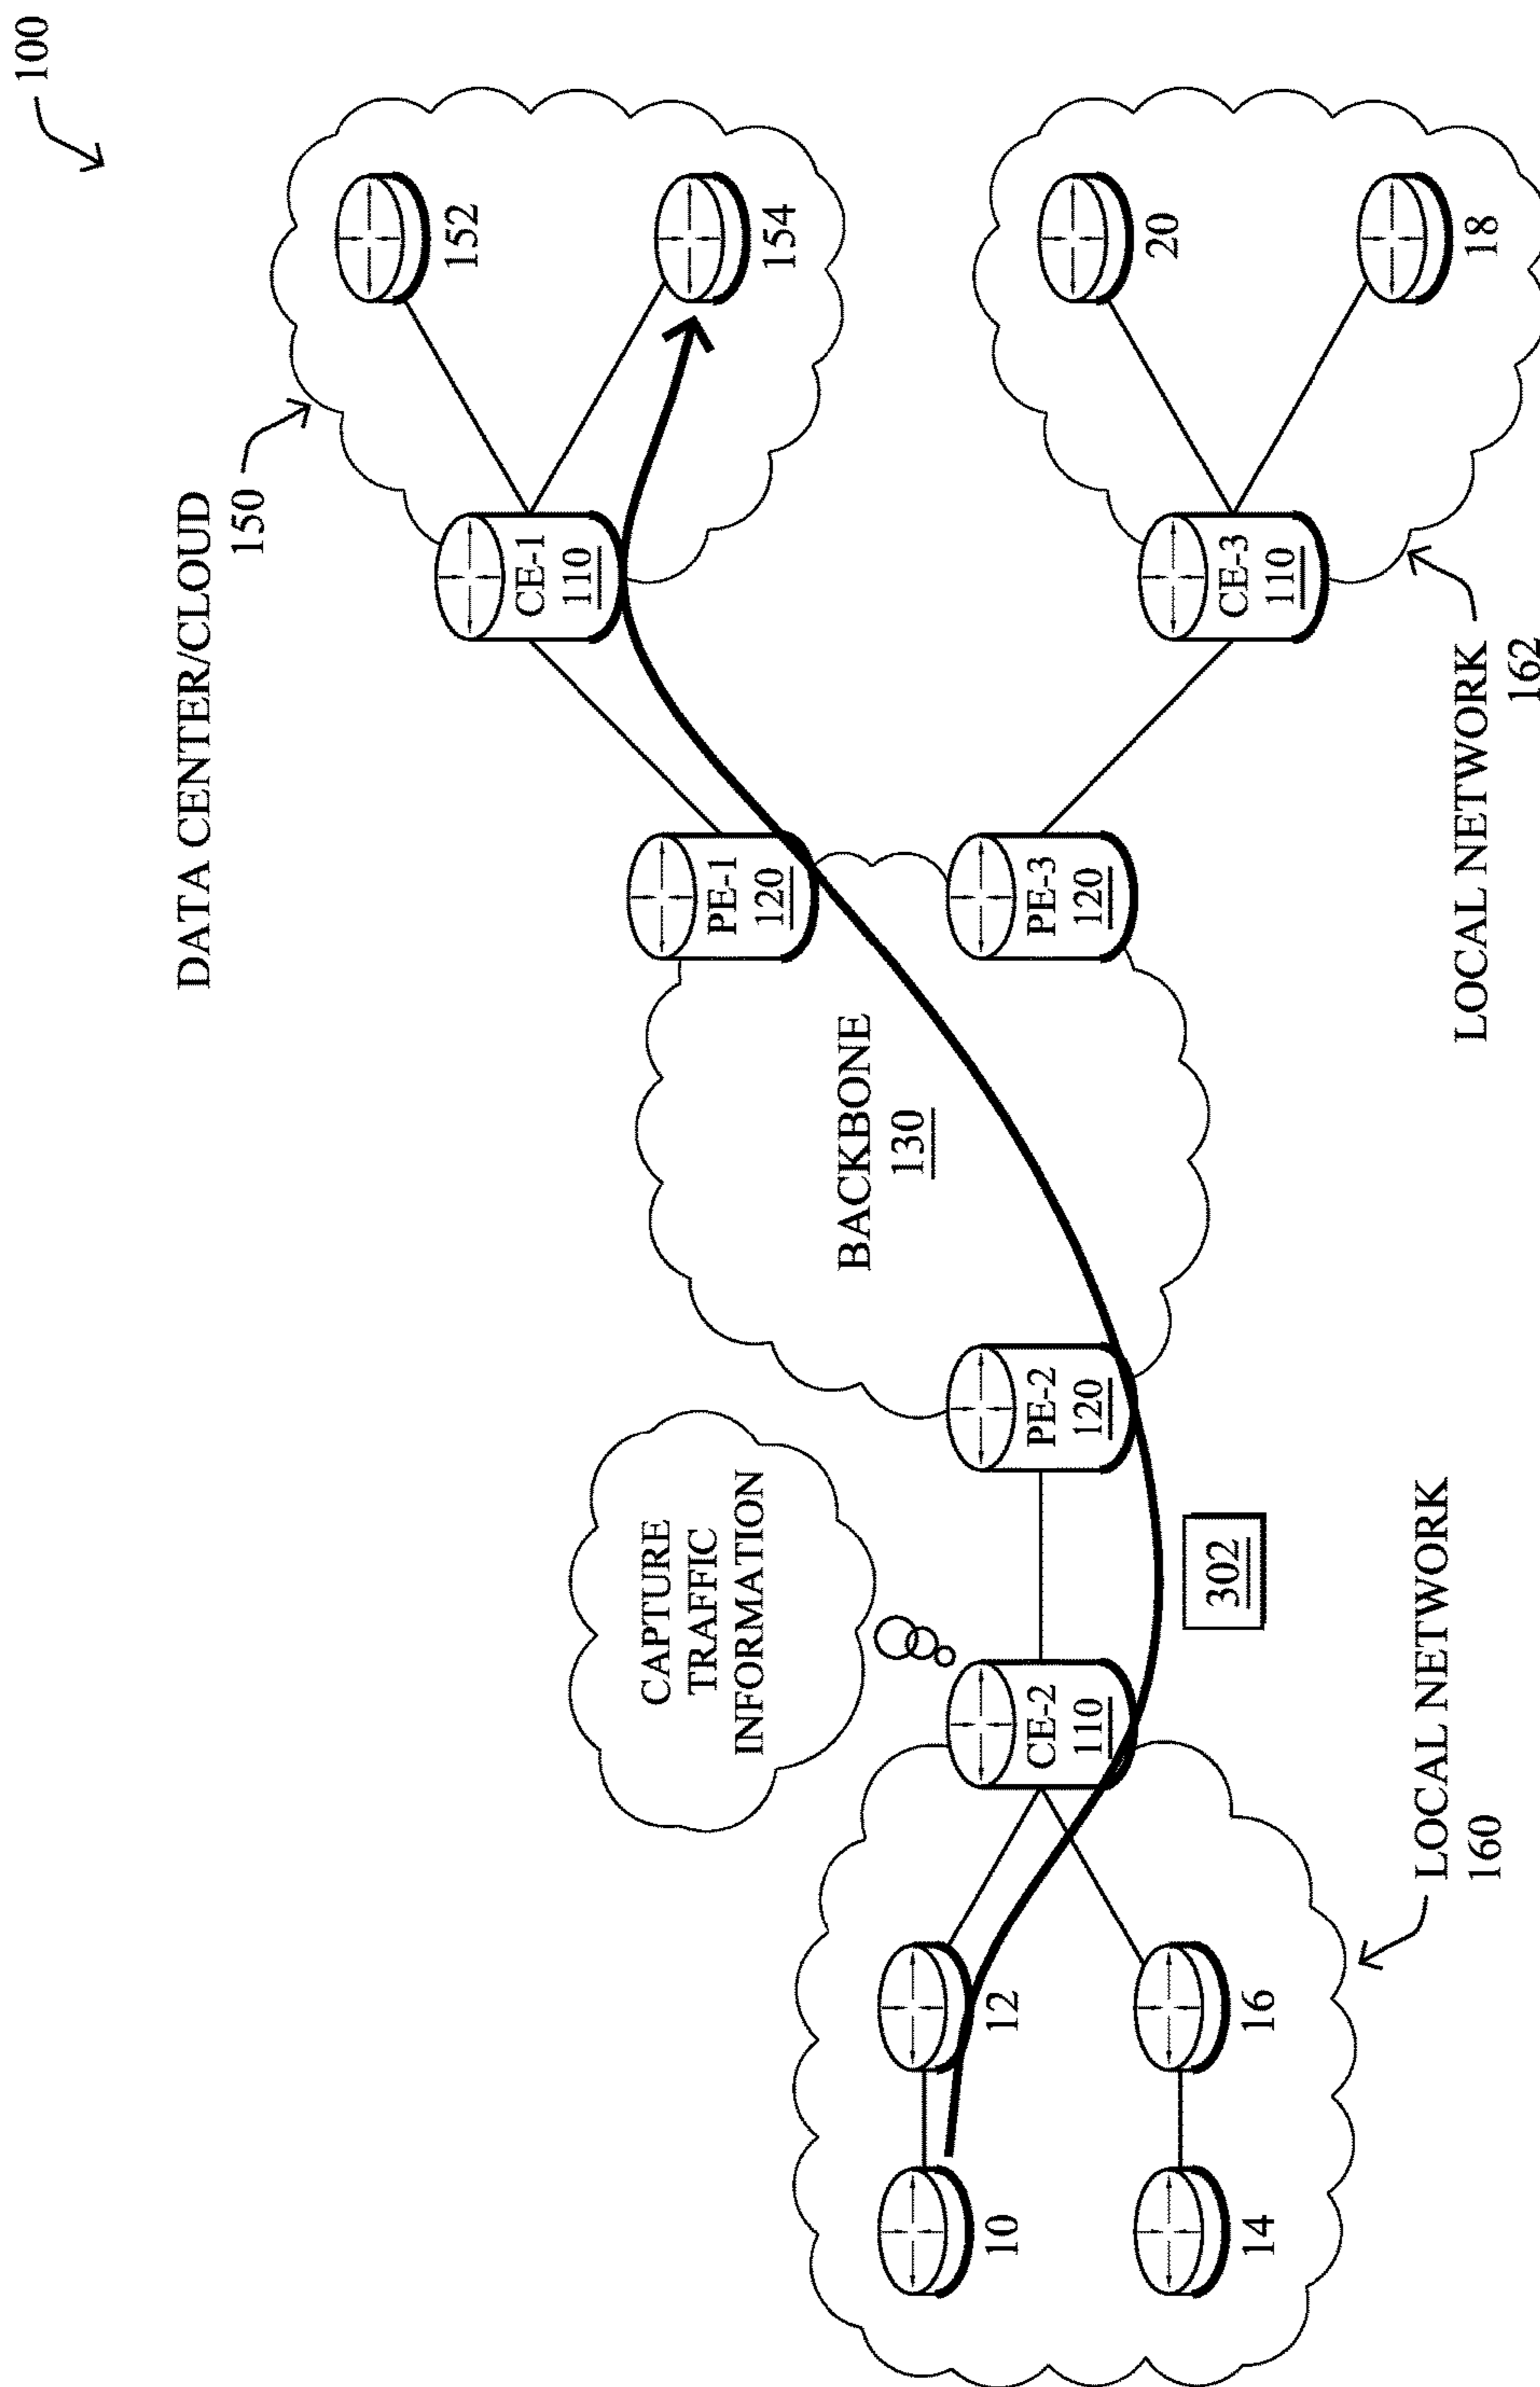 100
DATA CENTER/CLOUD
150
152
154
CE-1
110
PE-1
120
BACKBONE
130
PE-3
120
CE-3
110
20
18
LOCAL NETWORK
162
CAPTURE
TRAFFIC
INFORMATION
PE-2
120
CE-2
110
302
10
12
14
16
LOCAL NETWORK
160